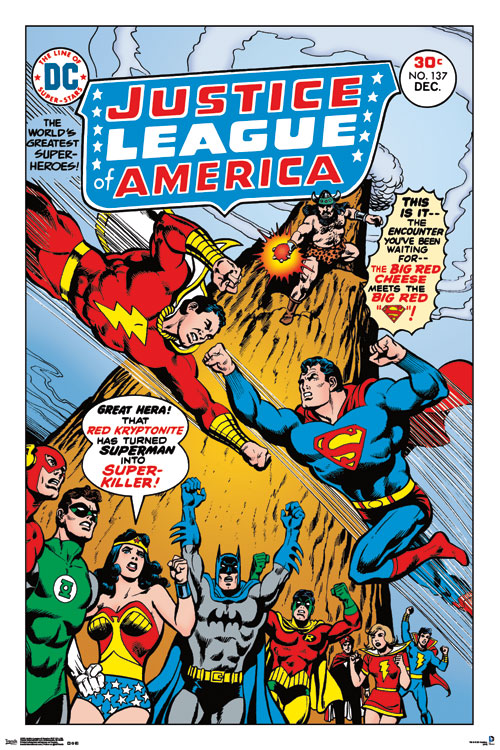 THE LINE OF
DC
SUPER-STARS
30¢
NO. 137
DEC.
JUSTICE
LEAGUE
of AMERICA
THE
WORLD'S
GREATEST
SUPER-
HEROES!
THIS
IS IT--
THE
ENCOUNTER
YOU'VE BEEN
WAITING
FOR--
THE BIG RED
CHEESE
MEETS THE
BIG RED
"S"!
GREAT HERA!
THAT
RED KRYPTONITE
HAS TURNED
SUPERMAN
INTO
SUPER-
KILLER!
S
R